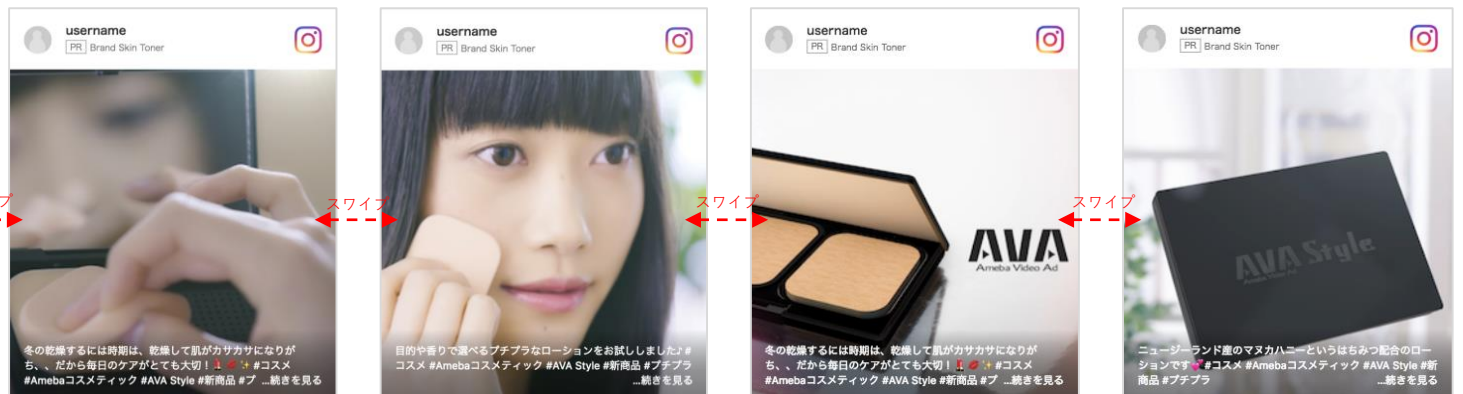 username
PR Brand Skin Toner
冬の乾燥するには時期は、乾燥して肌がカサカサになりが
ち、、だから毎日のケアがとても大切！💄💋✨ #コスメ
#Amebaコスメティック #AVA Style #新商品 #プ ...続きを見る
スワイプ
username
PR Brand Skin Toner
目的や香りで選べるプチプラなローションをお試ししました♪ #
コスメ #Amebaコスメティック #AVA Style #新商品 #プチプラ
...続きを見る
スワイプ
username
PR Brand Skin Toner
AVA
Ameba Video Ad
冬の乾燥するには時期は、乾燥して肌がカサカサになりが
ち、、だから毎日のケアがとても大切！💄💋✨ #コスメ
#Amebaコスメティック #AVA Style #新商品 #プ ...続きを見る
スワイプ
username
PR Brand Skin Toner
AVA Style
Ameba Video Ad
ニュージーランド産のマヌカハニーというはちみつ配合のロー
ションです💞 #コスメ #Amebaコスメティック #AVA Style #新
商品 #プチプラ ...続きを見る